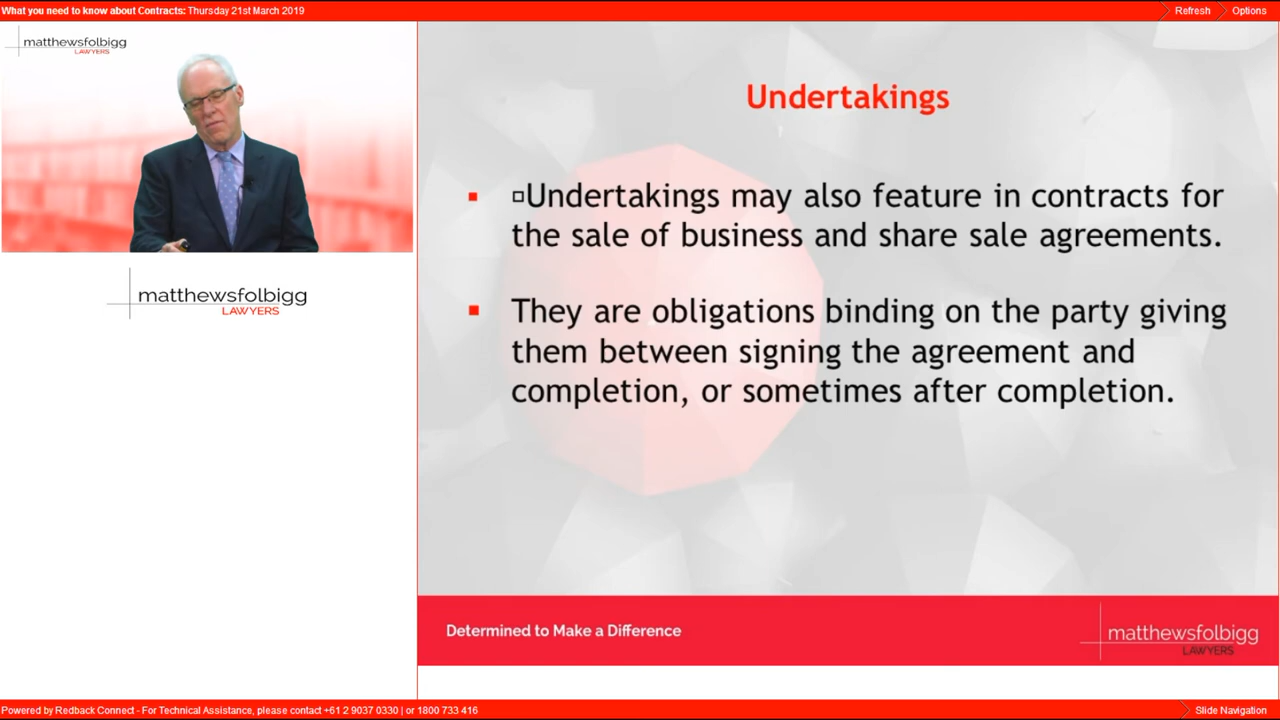 What you need to know about Contracts: Thursday 21st March 2019
Refresh
Options
matthewsfolbigg
LAWYERS
matthewsfolbigg
LAWYERS
Undertakings
▪ □Undertakings may also feature in contracts for
the sale of business and share sale agreements.
▪ They are obligations binding on the party giving
them between signing the agreement and
completion, or sometimes after completion.
Determined to Make a Difference
matthewsfolbigg
LAWYERS
Powered by Redback Connect - For Technical Assistance, please contact +61 2 9037 0330 | or 1800 733 416
Slide Navigation